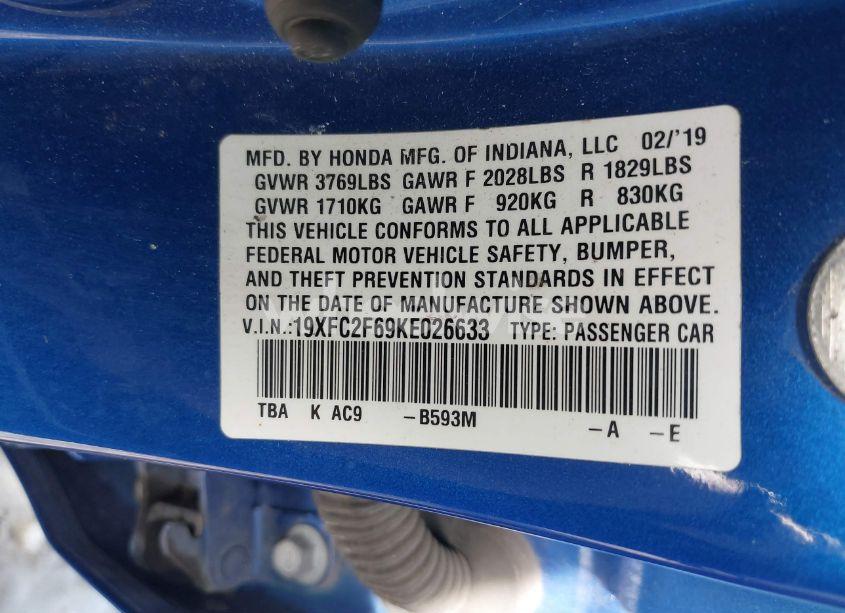 MFD. BY HONDA MFG. OF INDIANA, LLC 02/'19
GVWR 3769LBS GAWR F 2028LBS R 1829LBS
GVWR 1710KG GAWR F 920KG R 830KG
THIS VEHICLE CONFORMS TO ALL APPLICABLE
FEDERAL MOTOR VEHICLE SAFETY, BUMPER,
AND THEFT PREVENTION STANDARDS IN EFFECT
ON THE DATE OF MANUFACTURE SHOWN ABOVE.
V.I.N.:19XFC2F69KE026633 TYPE: PASSENGER CAR
TBA K AC9 -B593M -A -E